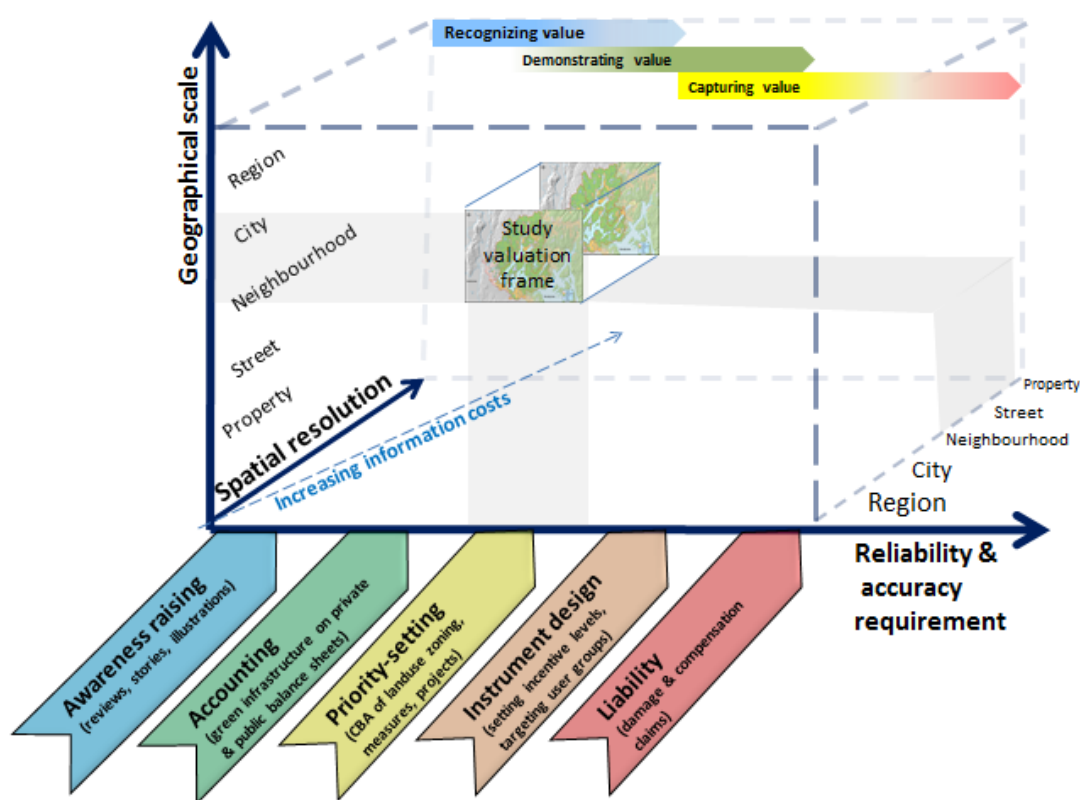 Recognizing value
Demonstrating value
Capturing value
Geographical scale
Region
City
Neighbourhood
Street
Property
Study
valuation
frame
Spatial resolution
Increasing information costs
Property
Street
Neighbourhood
City
Region
Reliability &
accuracy
requirement
Awareness raising
(reviews, stories, illustrations)
Accounting
(green infrastructure on private
& public balance sheets)
Priority-setting
(CBA of landuse zoning,
measures, projects)
Instrument design
(setting incentive levels,
targeting user groups)
Liability
(damage & compensation
claims)